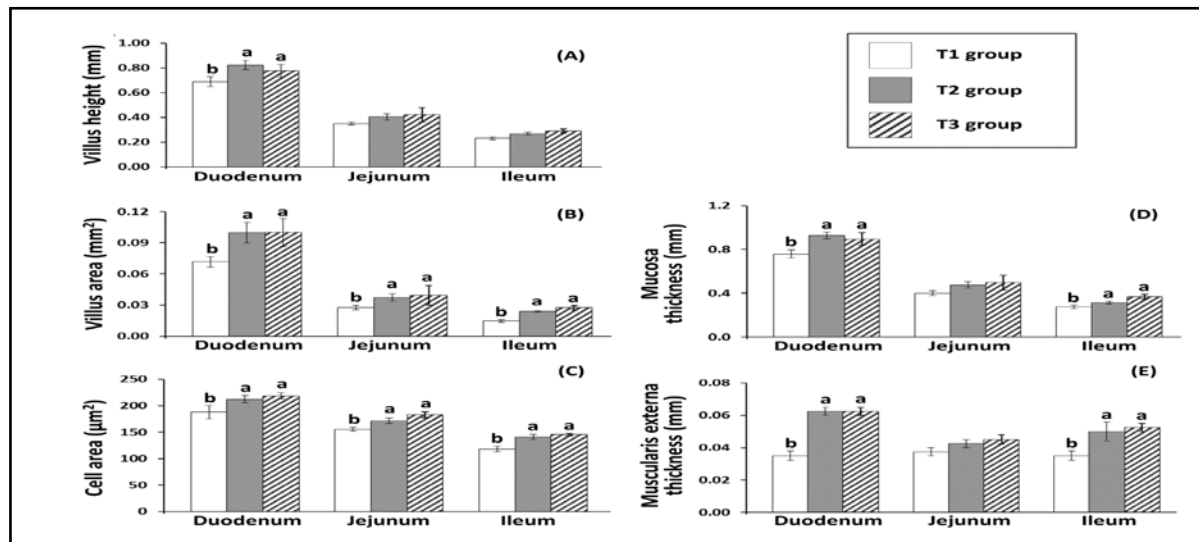 Villus height (mm)
1.00
0.80
0.60
0.40
0.20
0.00
(A)
b a a
Duodenum Jejunum Ileum
T1 group
T2 group
T3 group
Villus area (mm²)
0.12
0.09
0.06
0.03
0.00
(B)
b a a
b a a
b a a
Duodenum Jejunum Ileum
Cell area (µm²)
250
200
150
100
50
0
(C)
b a a
b a a
b a a
Duodenum Jejunum Ileum
Mucosa
thickness (mm)
1.2
0.8
0.4
0.0
(D)
b a a
b a a
Duodenum Jejunum Ileum
Muscularis externa
thickness (mm)
0.08
0.06
0.04
0.02
0.00
(E)
b a a
b a a
Duodenum Jejunum Ileum